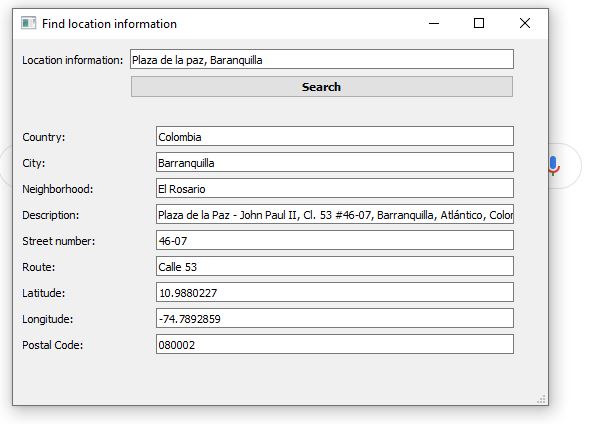 Find location information
Location information: Plaza de la paz, Baranquilla
Search
Country: Colombia
City: Barranquilla
Neighborhood: El Rosario
Description: Plaza de la Paz - John Paul II, Cl. 53 #46-07, Barranquilla, Atlántico, Color
Street number: 46-07
Route: Calle 53
Latitude: 10.9880227
Longitude: -74.7892859
Postal Code: 080002